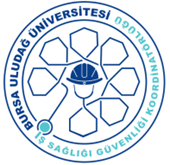 BURSA ULUDAĞ ÜNİVERSİTESİ
İŞ SAĞLIĞI GÜVENLİĞİ KOORDİNATÖRLÜĞÜ